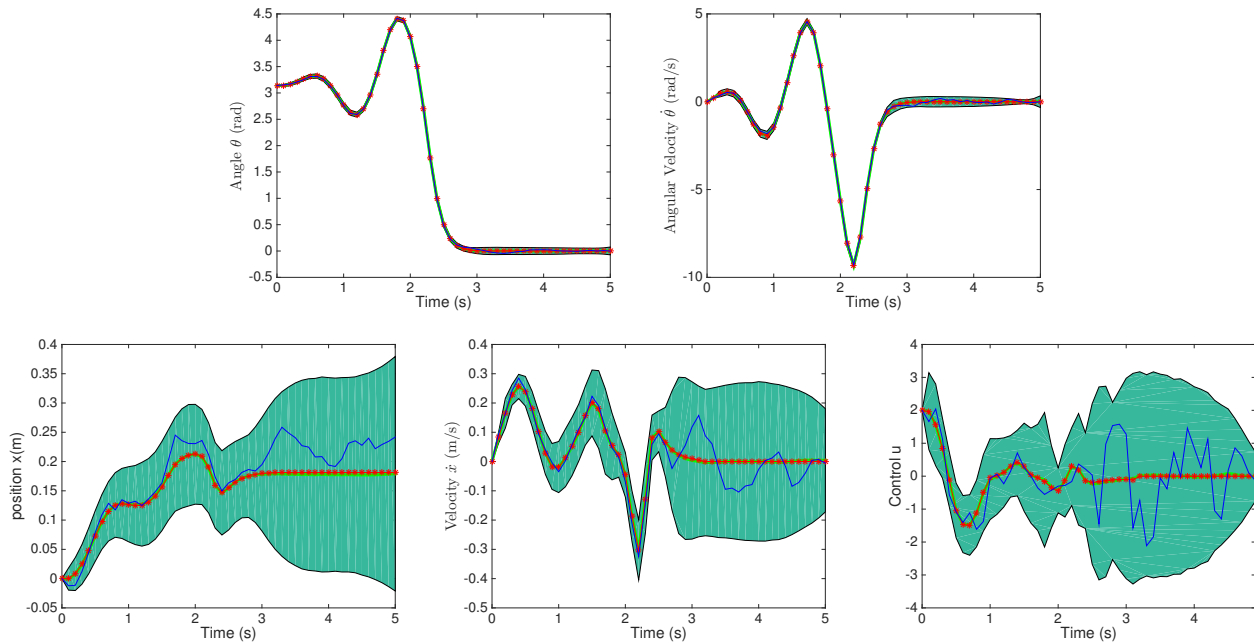 4.5
4
3.5
3
2.5
2
1.5
1
0.5
0
-0.5
Angle θ (rad)
0 1 2 3 4 5
Time (s)
5
0
-5
-10
Angular Velocity θ̇ (rad/s)
0 1 2 3 4 5
Time (s)
0.4
0.35
0.3
0.25
0.2
0.15
0.1
0.05
0
-0.05
position x(m)
0 1 2 3 4 5
Time (s)
0.4
0.3
0.2
0.1
0
-0.1
-0.2
-0.3
-0.4
-0.5
Velocity ẋ (m/s)
0 1 2 3 4 5
Time (s)
4
3
2
1
0
-1
-2
-3
-4
Control u
0 1 2 3 4
Time (s)